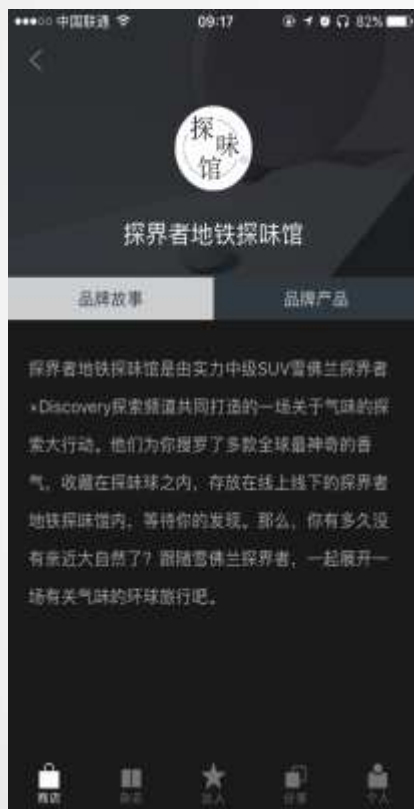 中国联通 09:17 82%
探味馆
探界者地铁探味馆
品牌故事 品牌产品
探界者地铁探味馆是由实力中级SUV雪佛兰探界者
×Discovery探索频道共同打造的一场关于气味的探
索大行动。他们为你搜罗了多款全球最神奇的香
气，收藏在探味球之内，存放在线上线下的探界者
地铁探味馆内，等待你的发现。那么，你有多久没
有亲近大自然了？跟随雪佛兰探界者，一起展开一
场有关气味的环球旅行吧。
商店 个人